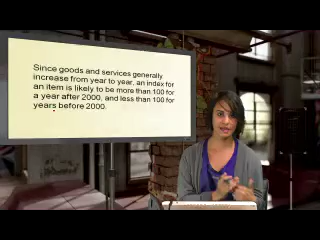 Since goods and services generally
increase from year to year, an index for
an item is likely to be more than 100 for
a year after 2000, and less than 100 for
years before 2000.